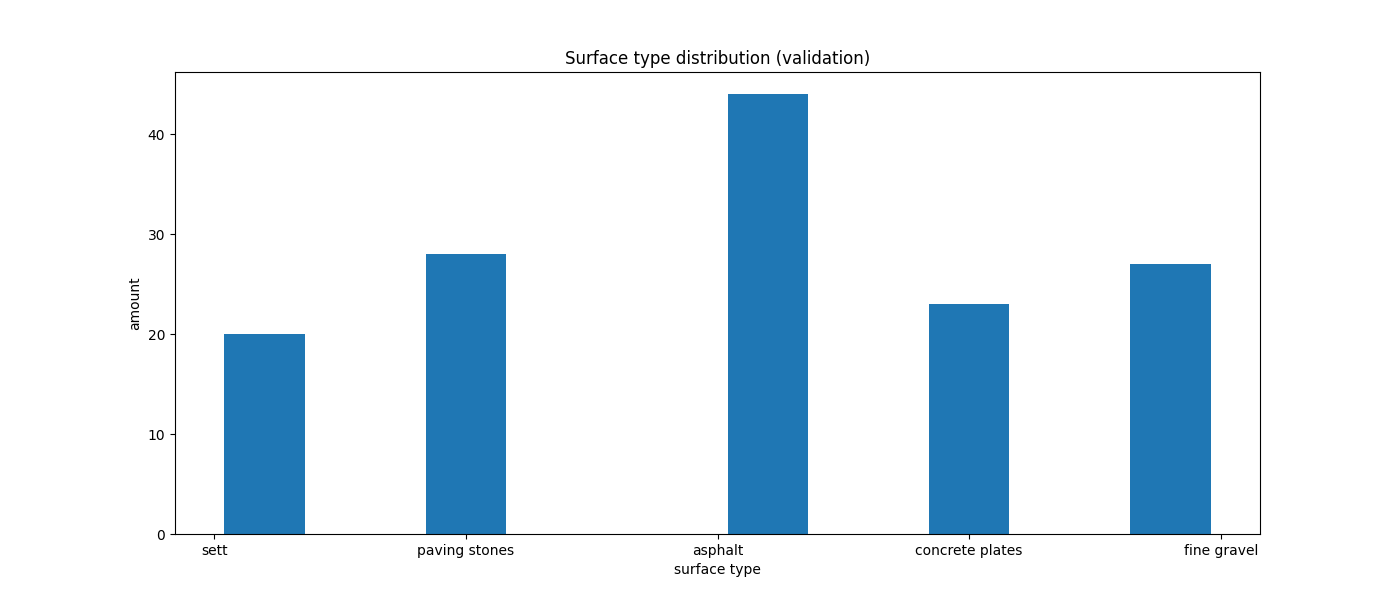 Surface type distribution (validation)
amount
40
30
20
10
0
sett
paving stones
asphalt
concrete plates
fine gravel
surface type